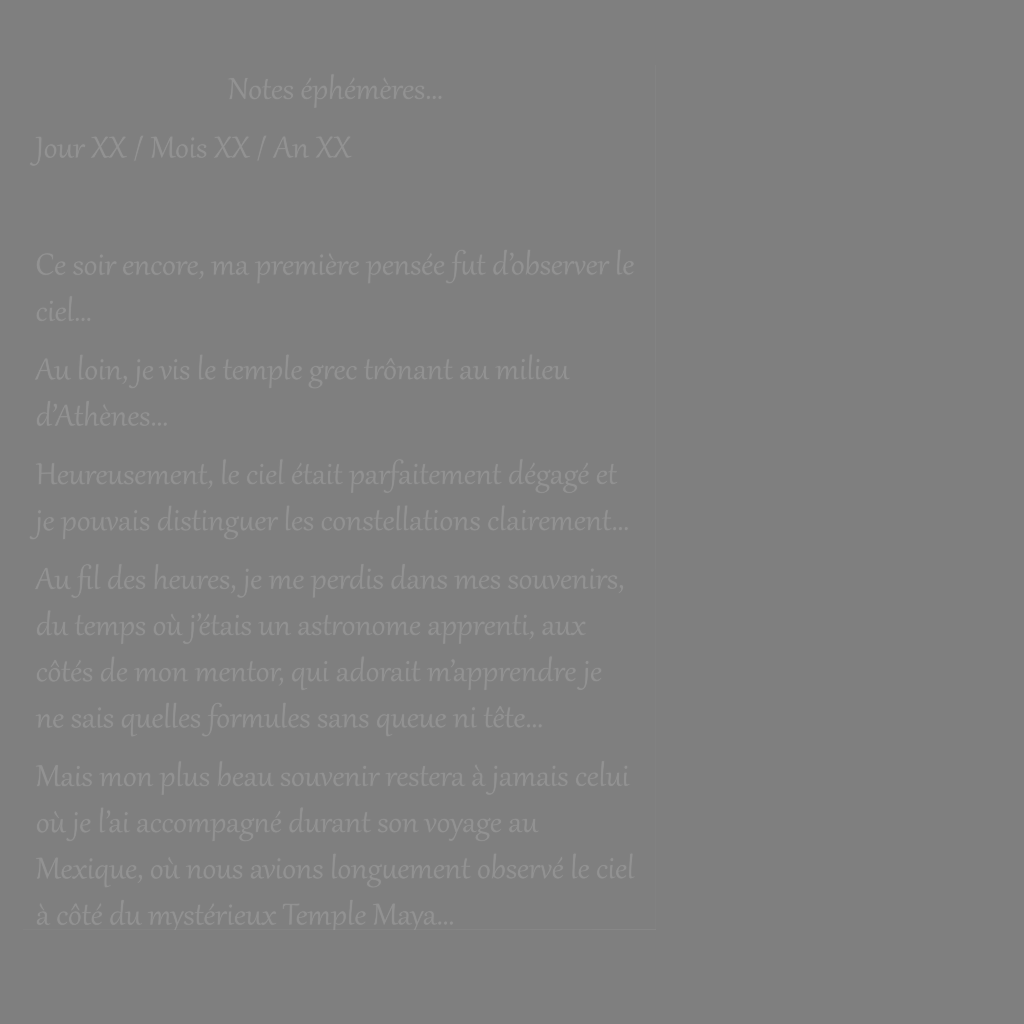 Notes éphémères...
Jour XX / Mois XX / An XX
Ce soir encore, ma première pensée fut d’observer le
ciel...
Au loin, je vis le temple grec trônant au milieu
d’Athènes...
Heureusement, le ciel était parfaitement dégagé et
je pouvais distinguer les constellations clairement...
Au fil des heures, je me perdis dans mes souvenirs,
du temps où j’étais un astronome apprenti, aux
côtés de mon mentor, qui adorait m’apprendre je
ne sais quelles formules sans queue ni tête...
Mais mon plus beau souvenir restera à jamais celui
où je l’ai accompagné durant son voyage au
Mexique, où nous avions longuement observé le ciel
à côté du mystérieux Temple Maya...